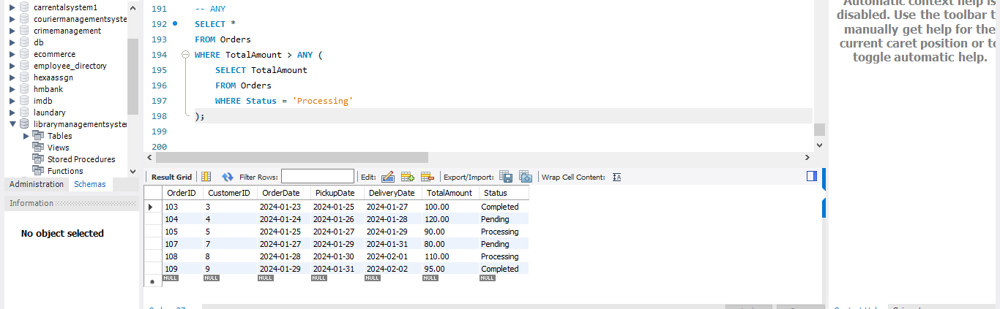 carrentalsystem1
couriermanagementsyste
crimemanagement
db
ecommerce
employee_directory
hexaassgn
hmbank
imdb
laundary
librarymanagementsyster
Tables
Views
Stored Procedures
Functions
Administration Schemas
Information
No object selected
191 -- ANY
192 SELECT *
193 FROM Orders
194 WHERE TotalAmount > ANY (
195 SELECT TotalAmount
196 FROM Orders
197 WHERE Status = 'Processing'
198 );
199
200
Result Grid Filter Rows: Edit: Export/Import: Wrap Cell Content:
OrderID CustomerID OrderDate PickupDate DeliveryDate TotalAmount Status
103 3 2024-01-23 2024-01-25 2024-01-27 100.00 Completed
104 4 2024-01-24 2024-01-26 2024-01-28 120.00 Pending
105 5 2024-01-25 2024-01-27 2024-01-29 90.00 Processing
107 7 2024-01-27 2024-01-29 2024-01-31 80.00 Pending
108 8 2024-01-28 2024-01-30 2024-02-01 110.00 Processing
109 9 2024-01-29 2024-01-31 2024-02-02 95.00 Completed
NULL NULL NULL NULL NULL NULL NULL
Automatic context help is
disabled. Use the toolbar t
manually get help for the
current caret position or to
toggle automatic help.